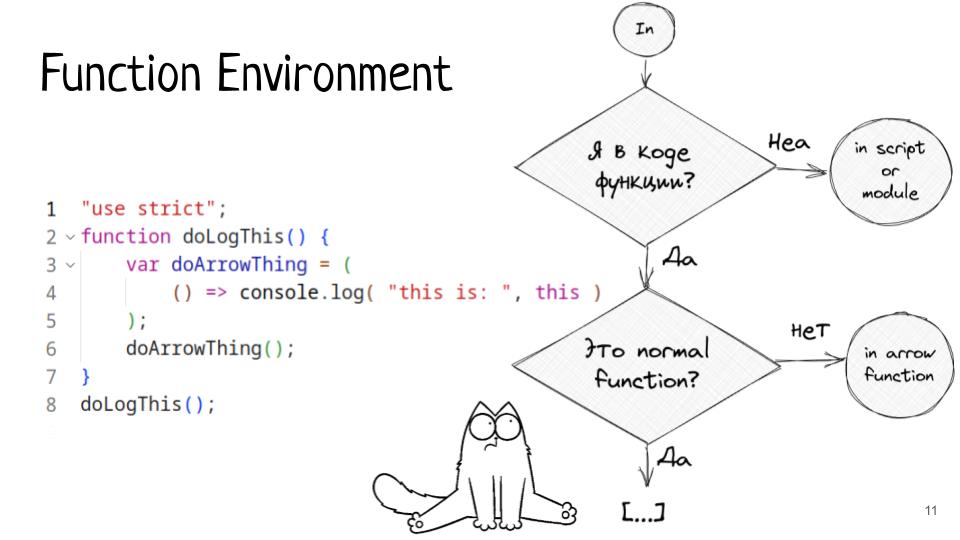 Function Environment
1 "use strict";
2 function doLogThis() {
3 var doArrowThing = (
4 () => console.log( "this is: ", this )
5 );
6 doArrowThing();
7 }
8 doLogThis();
In
Я в коде
функции?
Неа
in script
or
module
Да
Это normal
function?
нет
in arrow
function
Да
[...]
11